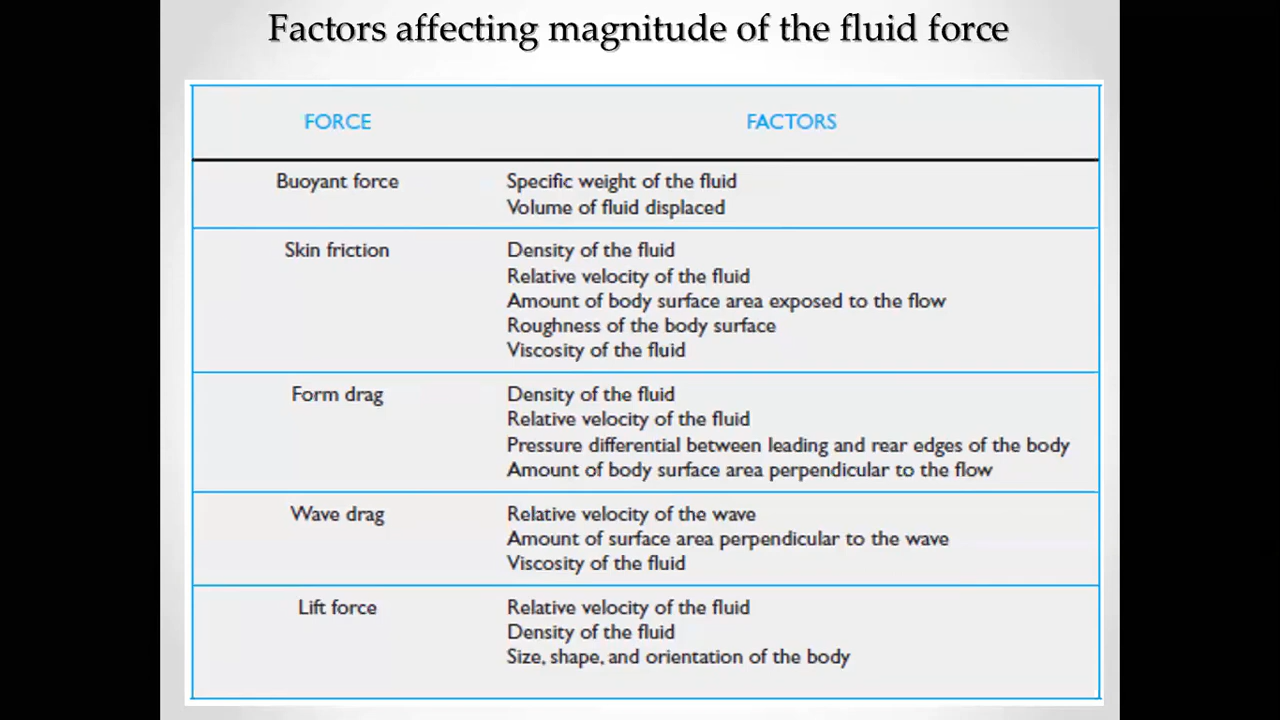 Factors affecting magnitude of the fluid force
FORCE FACTORS
Buoyant force Specific weight of the fluid
Volume of fluid displaced
Skin friction Density of the fluid
Relative velocity of the fluid
Amount of body surface area exposed to the flow
Roughness of the body surface
Viscosity of the fluid
Form drag Density of the fluid
Relative velocity of the fluid
Pressure differential between leading and rear edges of the body
Amount of body surface area perpendicular to the flow
Wave drag Relative velocity of the wave
Amount of surface area perpendicular to the wave
Viscosity of the fluid
Lift force Relative velocity of the fluid
Density of the fluid
Size, shape, and orientation of the body